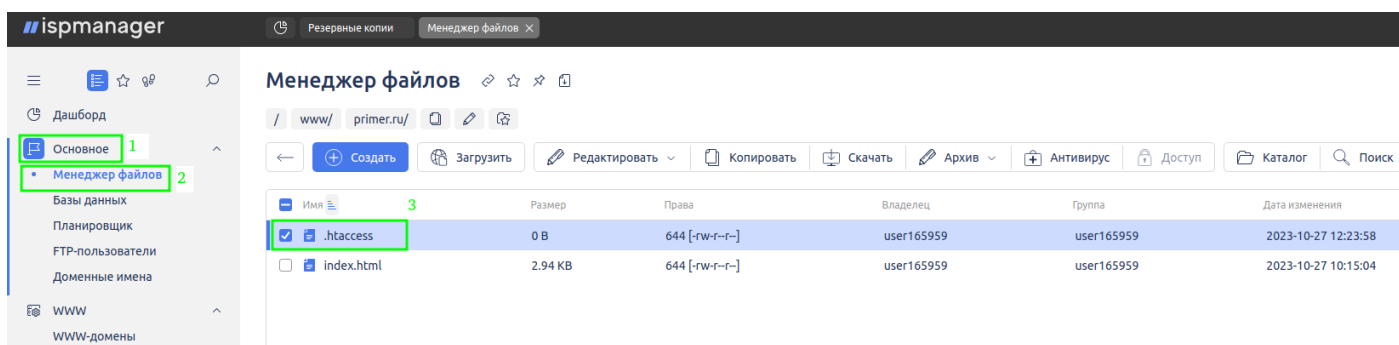 ispmanager
Резервные копии
Менеджер файлов
Менеджер файлов
Дашборд
/ www/ primer.ru/
Основное 1
Создать Загрузить Редактировать Копировать Скачать Архив Антивирус Доступ Каталог Поиск
Менеджер файлов 2
Базы данных
Имя 3 Размер Права Владелец Группа Дата изменения
Планировщик
.htaccess 0 B 644 [-rw-r--r--] user165959 user165959 2023-10-27 12:23:58
FTP-пользователи
index.html 2.94 KB 644 [-rw-r--r--] user165959 user165959 2023-10-27 10:15:04
Доменные имена
WWW
WWW-домены